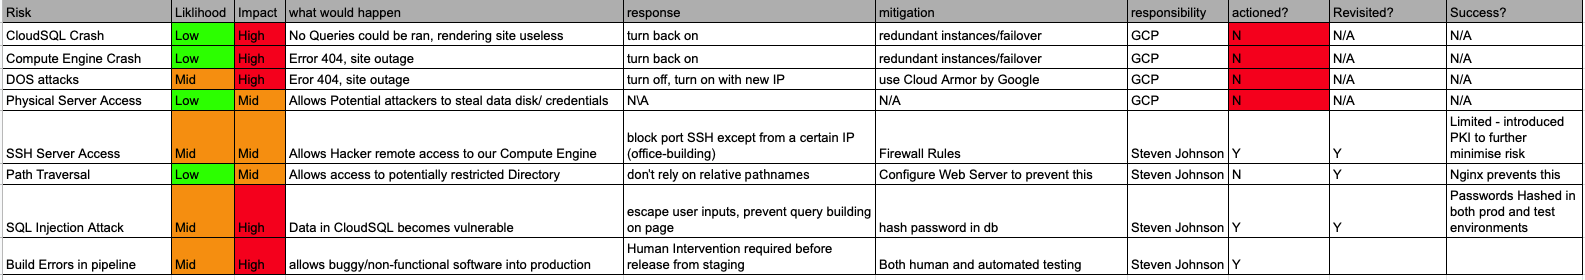 Risk Liklihood Impact what would happen response mitigation responsibility actioned? Revisited? Success?
CloudSQL Crash Low High No Queries could be ran, rendering site useless turn back on redundant instances/failover GCP N N/A N/A
Compute Engine Crash Low High Error 404, site outage turn back on redundant instances/failover GCP N N/A N/A
DOS attacks Mid High Eror 404, site outage turn off, turn on with new IP use Cloud Armor by Google GCP N N/A N/A
Physical Server Access Low Mid Allows Potential attackers to steal data disk/ credentials N\A N/A GCP N N/A N/A
Limited - introduced
block port SSH except from a certain IP PKI to further
SSH Server Access Mid Mid Allows Hacker remote access to our Compute Engine (office-building) Firewall Rules Steven Johnson Y Y minimise risk
Path Traversal Low Mid Allows access to potentially restricted Directory don't rely on relative pathnames Configure Web Server to prevent this Steven Johnson N Y Nginx prevents this
Passwords Hashed in
escape user inputs, prevent query building both prod and test
SQL Injection Attack Mid High Data in CloudSQL becomes vulnerable on page hash password in db Steven Johnson Y Y environments
Human Intervention required before
Build Errors in pipeline Mid High allows buggy/non-functional software into production release from staging Both human and automated testing Steven Johnson Y